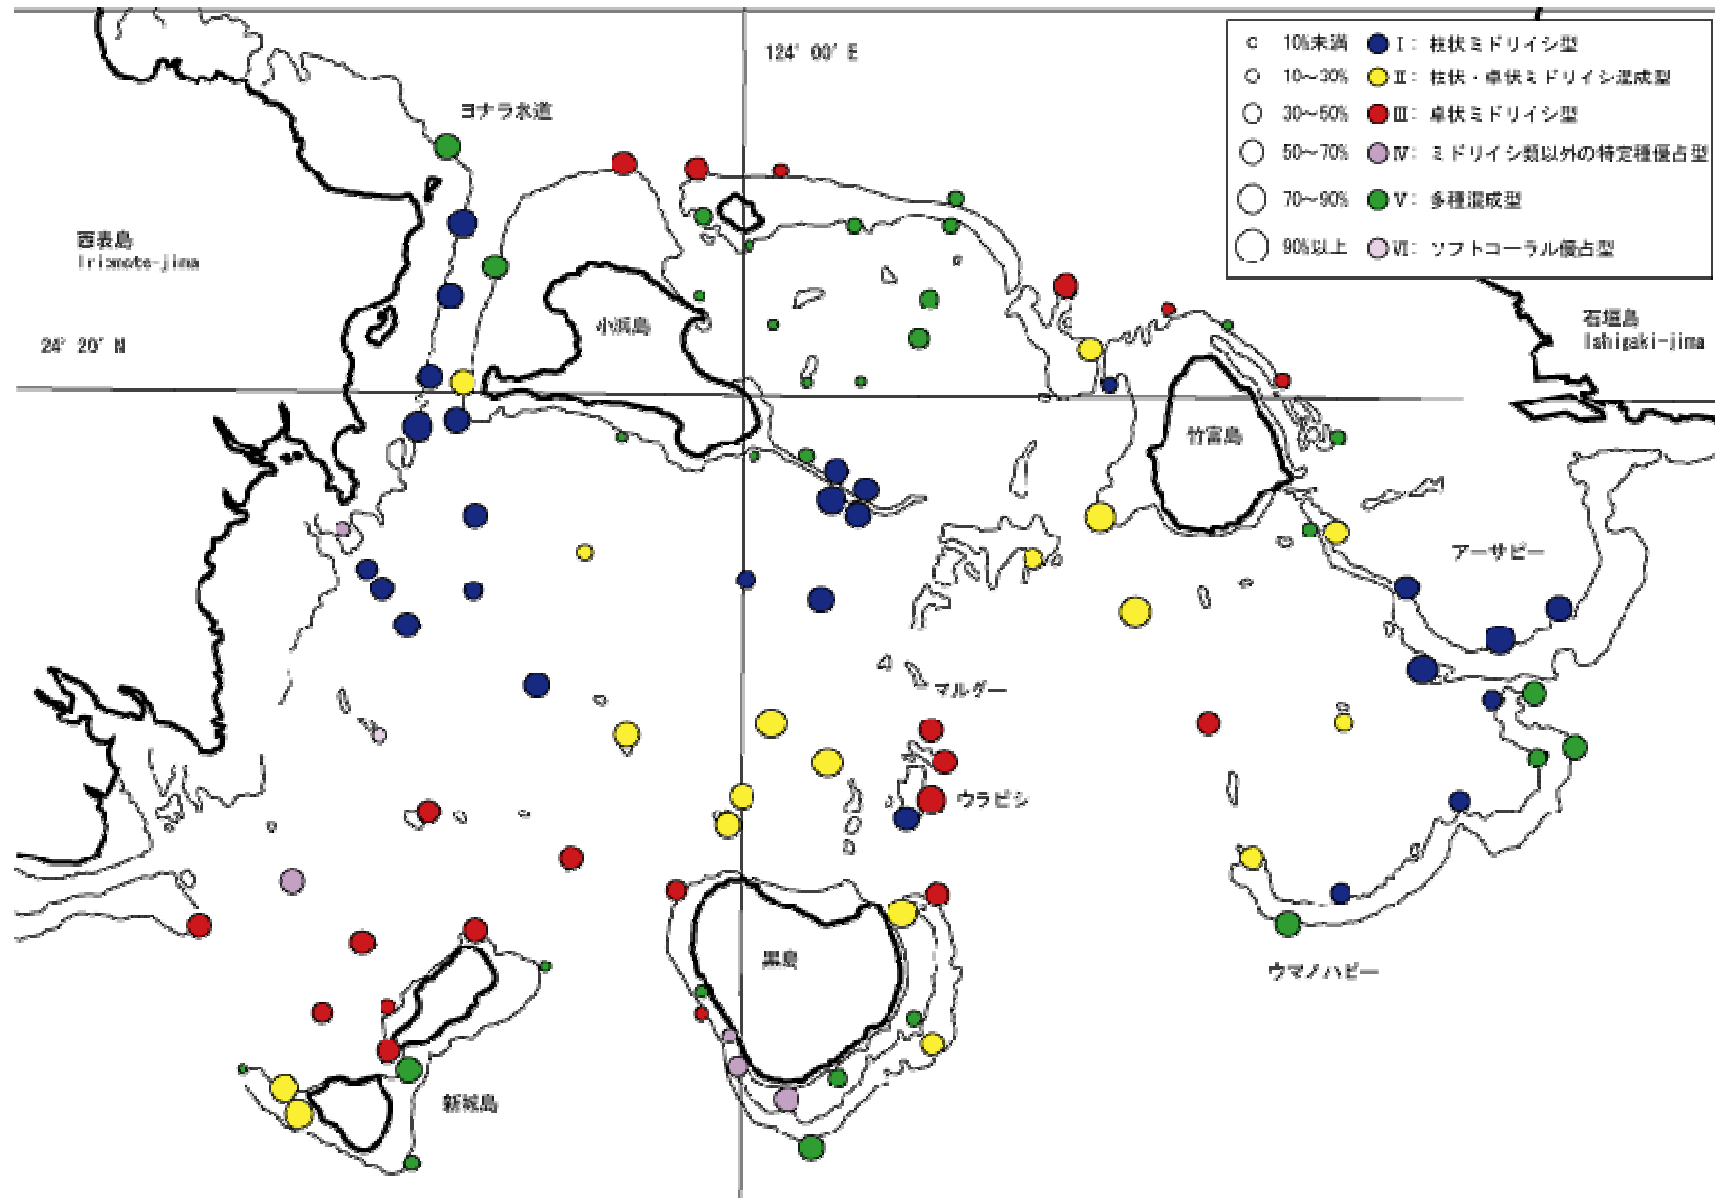 124° 00' E
10%未満
I: 柱状ミドリイシ型
10～30%
II: 柱状・卓状ミドリイシ混成型
30～50%
III: 卓状ミドリイシ型
50～70%
IV: ミドリイシ類以外の特定種優占型
70～90%
V: 多種混成型
90%以上
VI: ソフトコーラル優占型
ヨナラ水道
西表島
Iriomote-jima
小浜島
24° 20' N
石垣島
Ishigaki-jima
竹富島
アーサピー
マルグー
ウラビシ
黒島
ウマノハピー
新城島